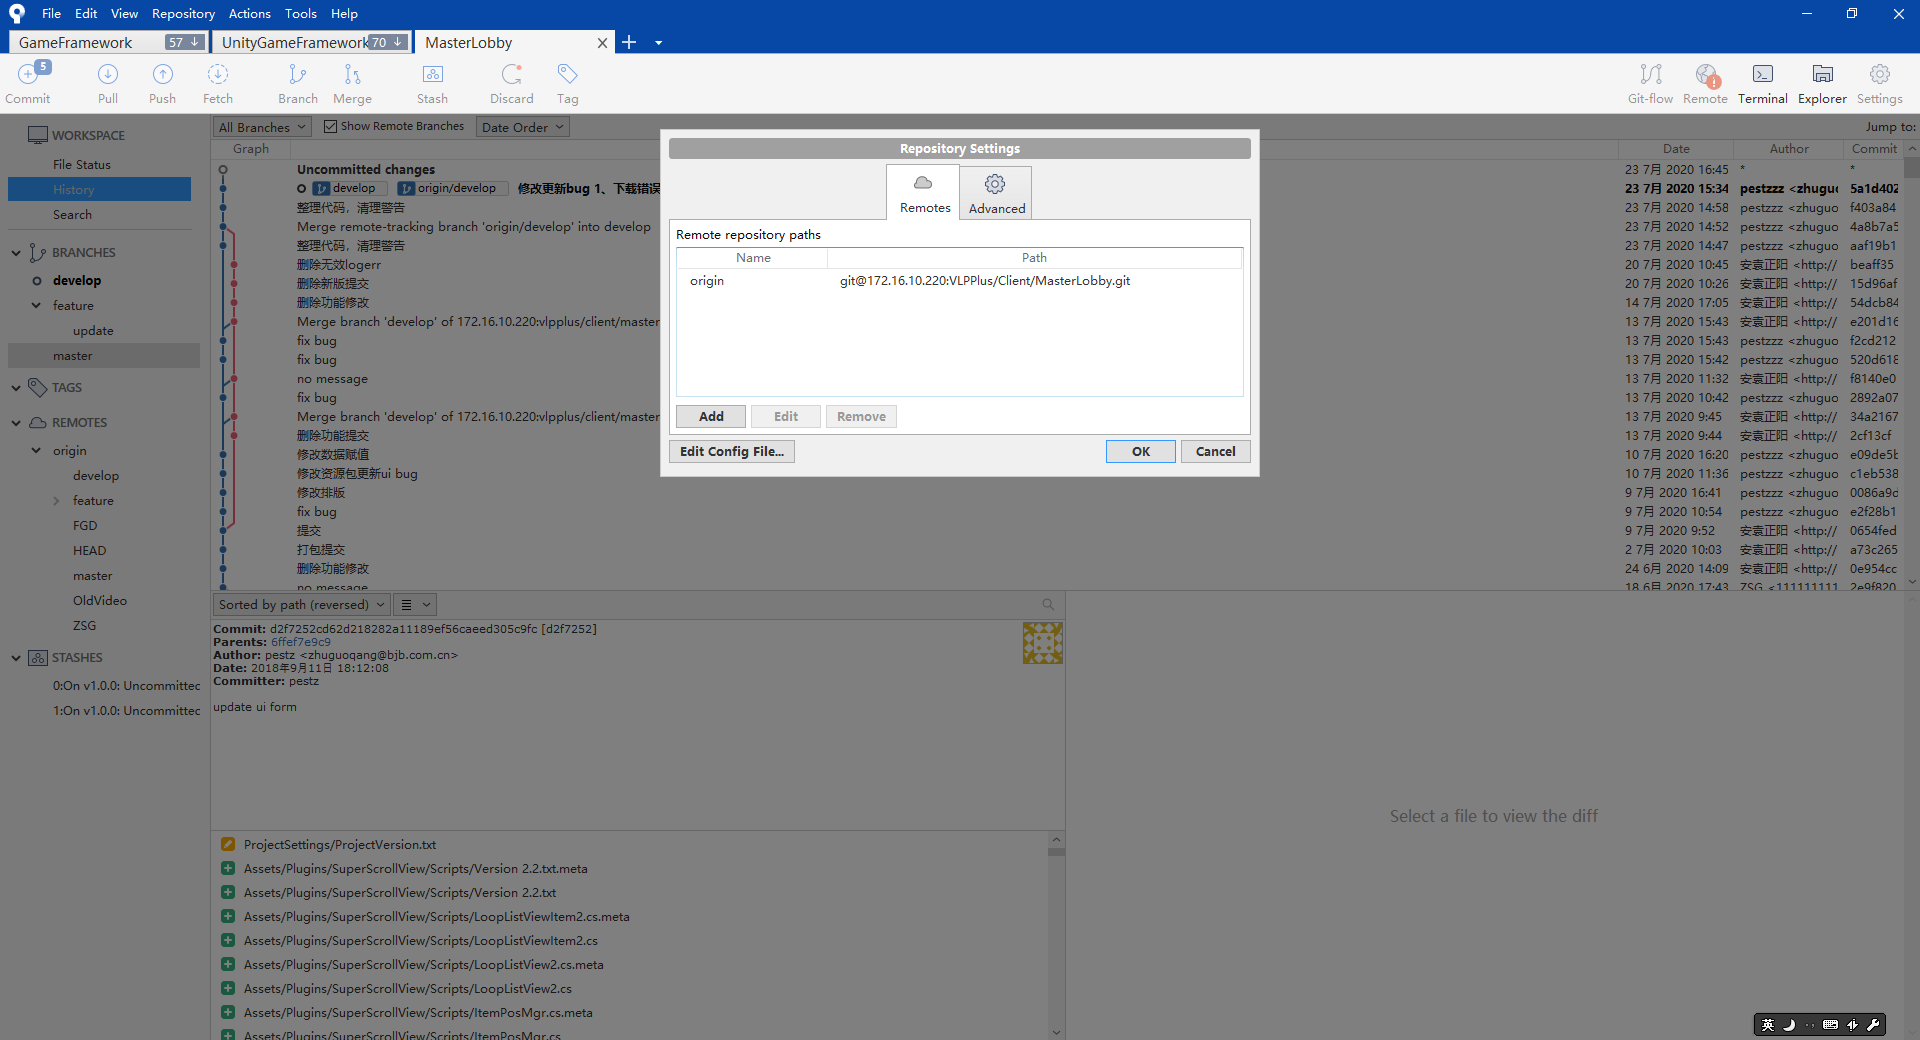 File Edit View Repository Actions Tools Help
GameFramework 57 UnityGameFramework 70 MasterLobby
5
Commit Pull Push Fetch Branch Merge Stash Discard Tag Git-flow Remote Terminal Explorer Settings
WORKSPACE
File Status
History
Search
BRANCHES
develop
feature
update
master
TAGS
REMOTES
origin
develop
feature
FGD
HEAD
master
OldVideo
ZSG
STASHES
0:On v1.0.0: Uncommitted
1:On v1.0.0: Uncommitted
All Branches Show Remote Branches Date Order Jump to:
Graph Date Author Commit
Uncommitted changes 23 7月 2020 16:45 * *
develop origin/develop 修改更新bug 1、下载错误 23 7月 2020 15:34 pestzzz <zhuguo 5a1d402
整理代码，清理警告 23 7月 2020 14:58 pestzzz <zhuguo f403a84
Merge remote-tracking branch 'origin/develop' into develop 23 7月 2020 14:52 pestzzz <zhuguo 4a8b7a5
整理代码，清理警告 23 7月 2020 14:47 pestzzz <zhuguo aaf19b1
删除无效logerr 20 7月 2020 10:45 安袁正阳 <http:// beaff35
删除新版提交 20 7月 2020 10:26 安袁正阳 <http:// 15d96af
删除功能修改 14 7月 2020 17:05 安袁正阳 <http:// 54dcb84
Merge branch 'develop' of 172.16.10.220:vlpplus/client/master 13 7月 2020 15:43 安袁正阳 <http:// e201d16
fix bug 13 7月 2020 15:43 pestzzz <zhuguo f2cd212
fix bug 13 7月 2020 15:42 pestzzz <zhuguo 520d618
no message 13 7月 2020 11:32 安袁正阳 <http:// f8140e0
fix bug 13 7月 2020 10:42 pestzzz <zhuguo 2892a07
Merge branch 'develop' of 172.16.10.220:vlpplus/client/master 13 7月 2020 9:45 安袁正阳 <http:// 34a2167
删除功能提交 13 7月 2020 9:44 安袁正阳 <http:// 2cf13cf
修改数据赋值 10 7月 2020 16:20 pestzzz <zhuguo e09de5b
修改资源包更新ui bug 10 7月 2020 11:36 pestzzz <zhuguo c1eb538
修改排版 9 7月 2020 16:41 pestzzz <zhuguo 0086a9d
fix bug 9 7月 2020 10:54 pestzzz <zhuguo e2f28b1
提交 9 7月 2020 9:52 安袁正阳 <http:// 0654fed
打包提交 2 7月 2020 10:03 安袁正阳 <http:// a73c265
删除功能修改 24 6月 2020 14:09 安袁正阳 <http:// 0e954cc
no message 18 6月 2020 17:43 ZSG <111111111 2e9f820
Repository Settings
Remotes Advanced
Remote repository paths
Name Path
origin git@172.16.10.220:VLPPlus/Client/MasterLobby.git
Add Edit Remove
Edit Config File... OK Cancel
Sorted by path (reversed)
Commit: d2f7252cd62d218282a11189ef56caeed305c9fc [d2f7252]
Parents: 6ffef7e9c9
Author: pestz <zhuguoqang@bjb.com.cn>
Date: 2018年9月11日 18:12:08
Committer: pestz
update ui form
ProjectSettings/ProjectVersion.txt
Assets/Plugins/SuperScrollView/Scripts/Version 2.2.txt.meta
Assets/Plugins/SuperScrollView/Scripts/Version 2.2.txt
Assets/Plugins/SuperScrollView/Scripts/LoopListViewItem2.cs.meta
Assets/Plugins/SuperScrollView/Scripts/LoopListViewItem2.cs
Assets/Plugins/SuperScrollView/Scripts/LoopListView2.cs.meta
Assets/Plugins/SuperScrollView/Scripts/LoopListView2.cs
Assets/Plugins/SuperScrollView/Scripts/ItemPosMgr.cs.meta
Assets/Plugins/SuperScrollView/Scripts/ItemPosMgr.cs
Select a file to view the diff
英